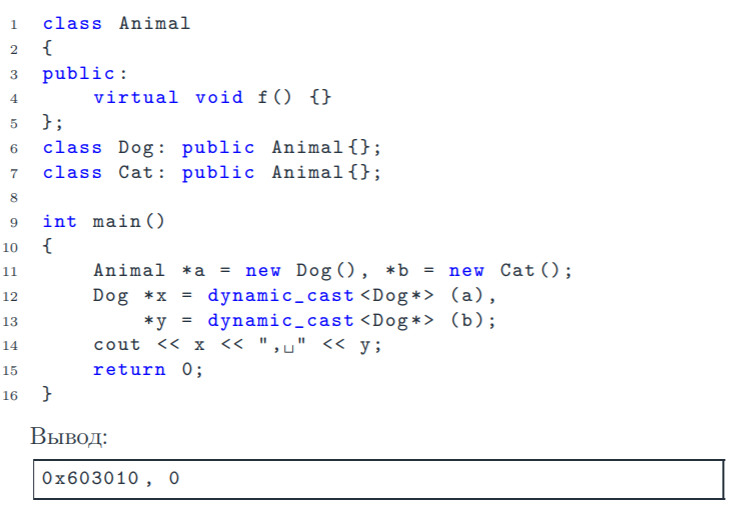 1 class Animal
2 {
3 public:
4     virtual void f() {}
5 };
6 class Dog: public Animal{};
7 class Cat: public Animal{};
8
9 int main()
10 {
11     Animal *a = new Dog(), *b = new Cat();
12     Dog *x = dynamic_cast<Dog*> (a),
13         *y = dynamic_cast<Dog*> (b);
14     cout << x << ",␣" << y;
15     return 0;
16 }
Вывод:
0x603010, 0